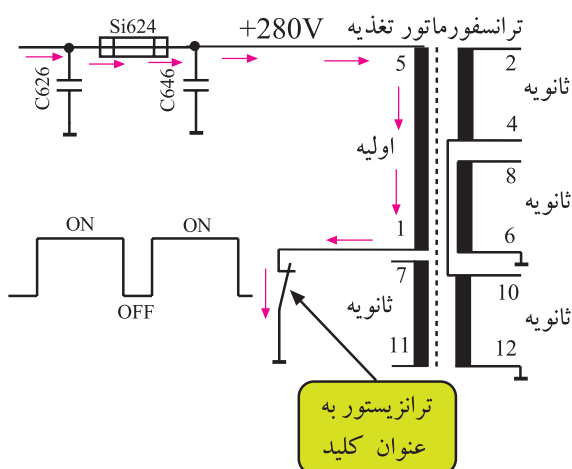 Si624
+280V
ترانسفورماتور تغذیه
C626
C646
5
2
ثانویه
4
اولیه
8
ثانویه
6
1
ON
ON
OFF
7
ثانویه
11
10
ثانویه
12
ترانزیستور به
عنوان کلید